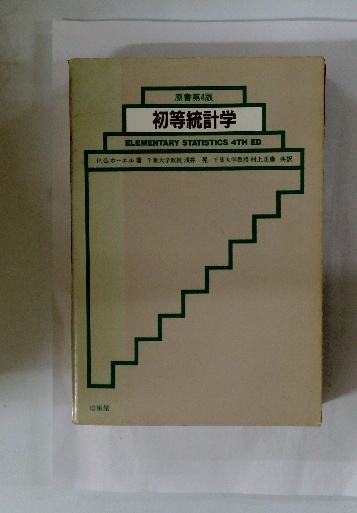 原書第4版
初等統計学
ELEMENTARY STATISTICS 4TH ED
P.G.ホーエル 著 千葉大学教授 浅井 晃 千葉大学教授 村上正康 共訳
培風館